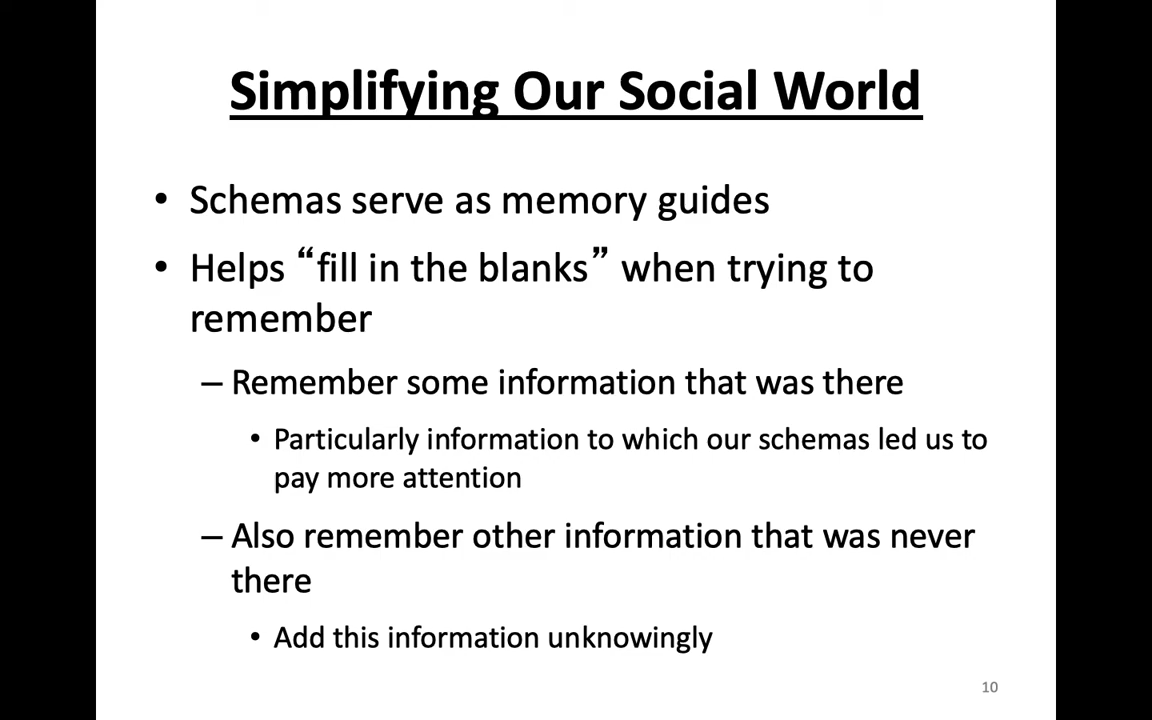 Simplifying Our Social World
• Schemas serve as memory guides
• Helps “fill in the blanks” when trying to
remember
– Remember some information that was there
• Particularly information to which our schemas led us to
pay more attention
– Also remember other information that was never
there
• Add this information unknowingly
10